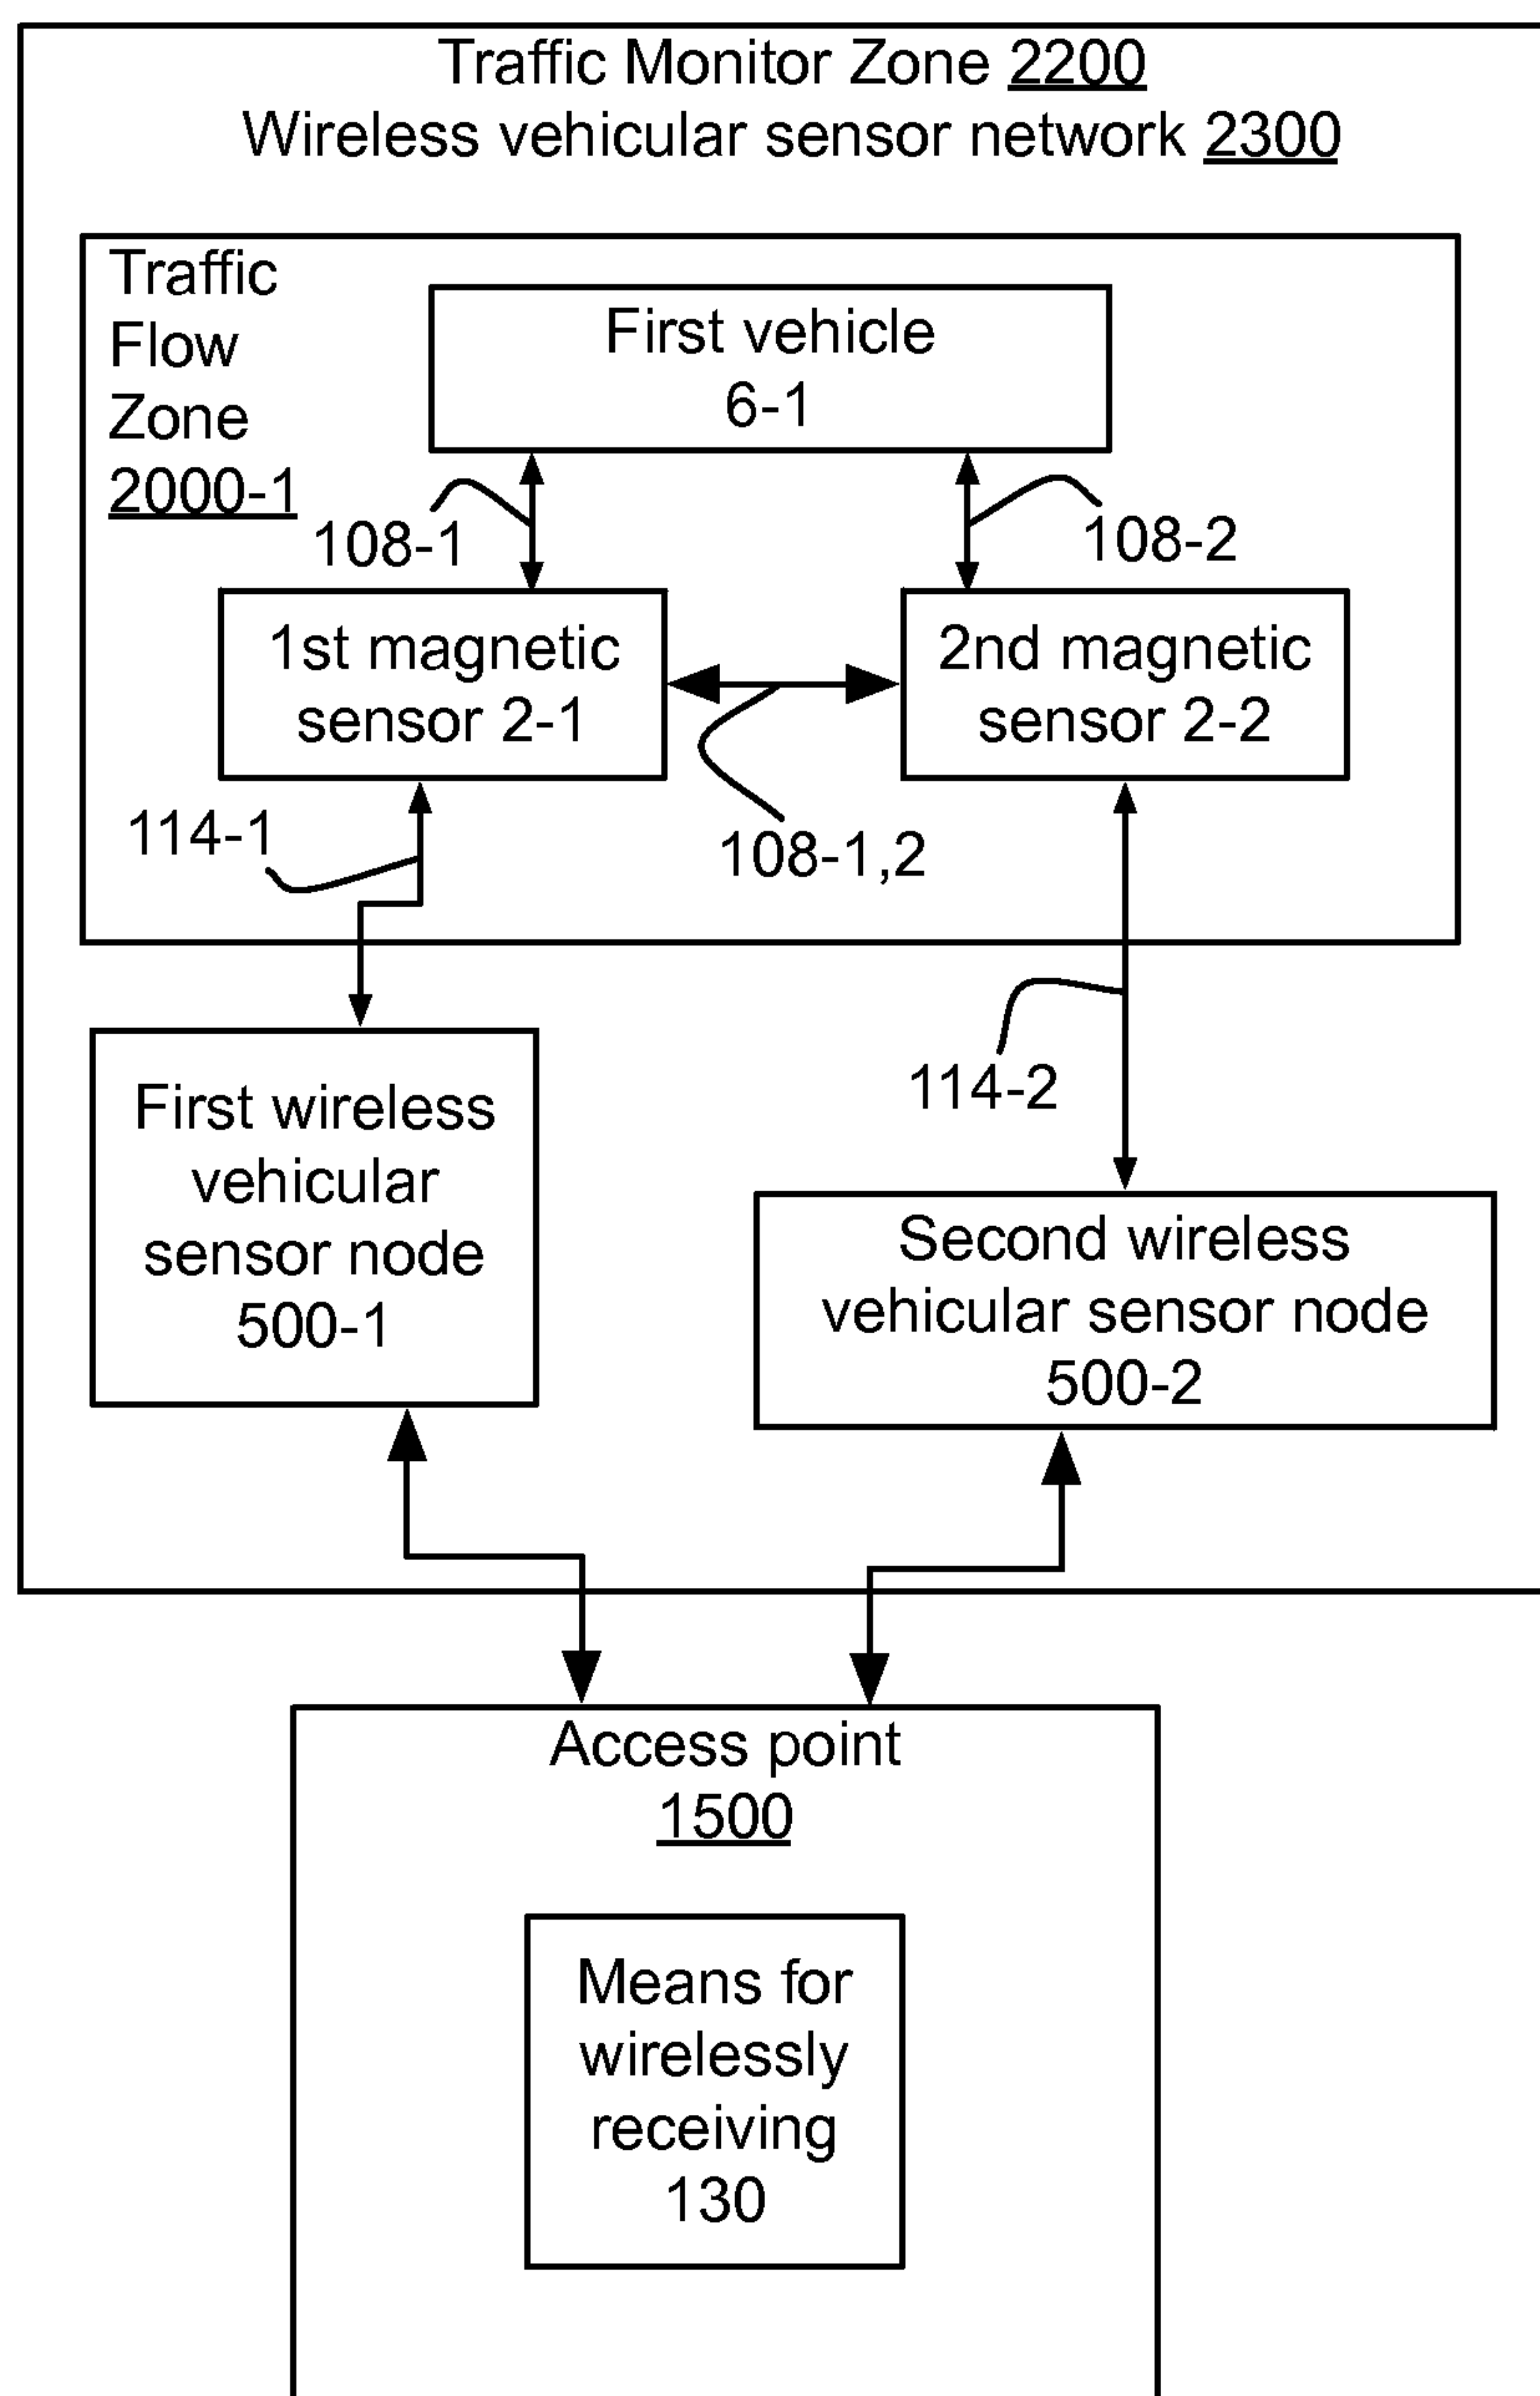 Traffic Monitor Zone 2200
Wireless vehicular sensor network 2300
Traffic
Flow
Zone
2000-1
First vehicle
6-1
108-1
108-2
1st magnetic
sensor 2-1
2nd magnetic
sensor 2-2
114-1
108-1,2
114-2
First wireless
vehicular
sensor node
500-1
Second wireless
vehicular sensor node
500-2
Access point
1500
Means for
wirelessly
receiving
130